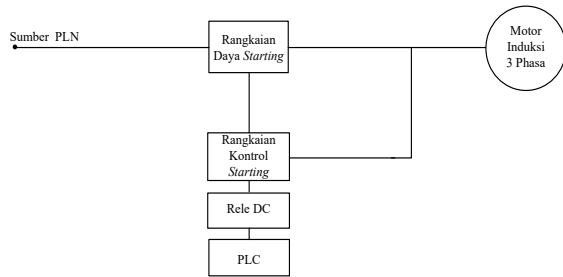 Sumber PLN
Rangkaian
Daya Starting
Motor
Induksi
3 Phasa
Rangkaian
Kontrol
Starting
Rele DC
PLC